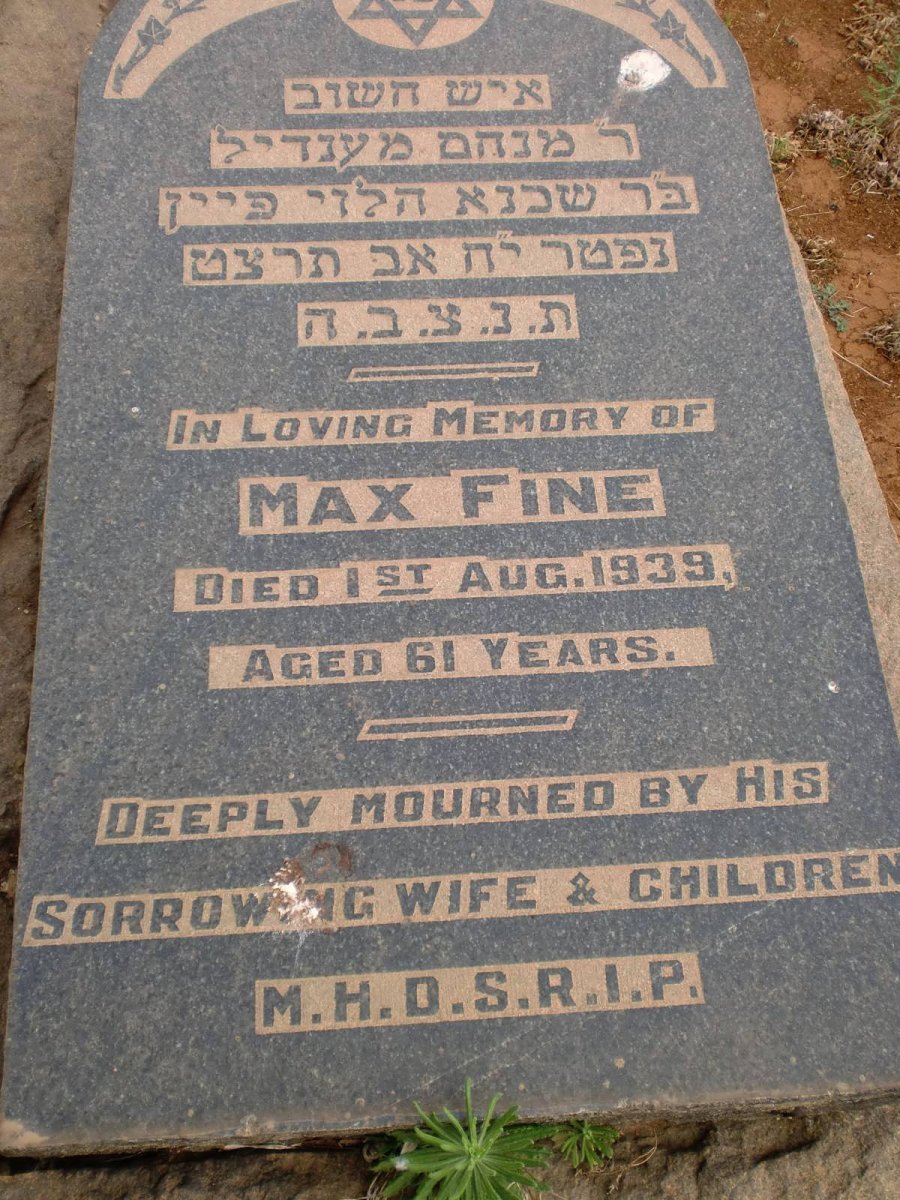 איש חשוב
ר' מנחם מענדיל
ב"ר שכנא הלוי פיין
נפטר י"ח אב תרצט
ת.נ.צ.ב.ה
IN LOVING MEMORY OF
MAX FINE
DIED 1ST AUG. 1939,
AGED 61 YEARS.
DEEPLY MOURNED BY HIS
SORROWING WIFE & CHILDREN
M.H.D.S.R.I.P.